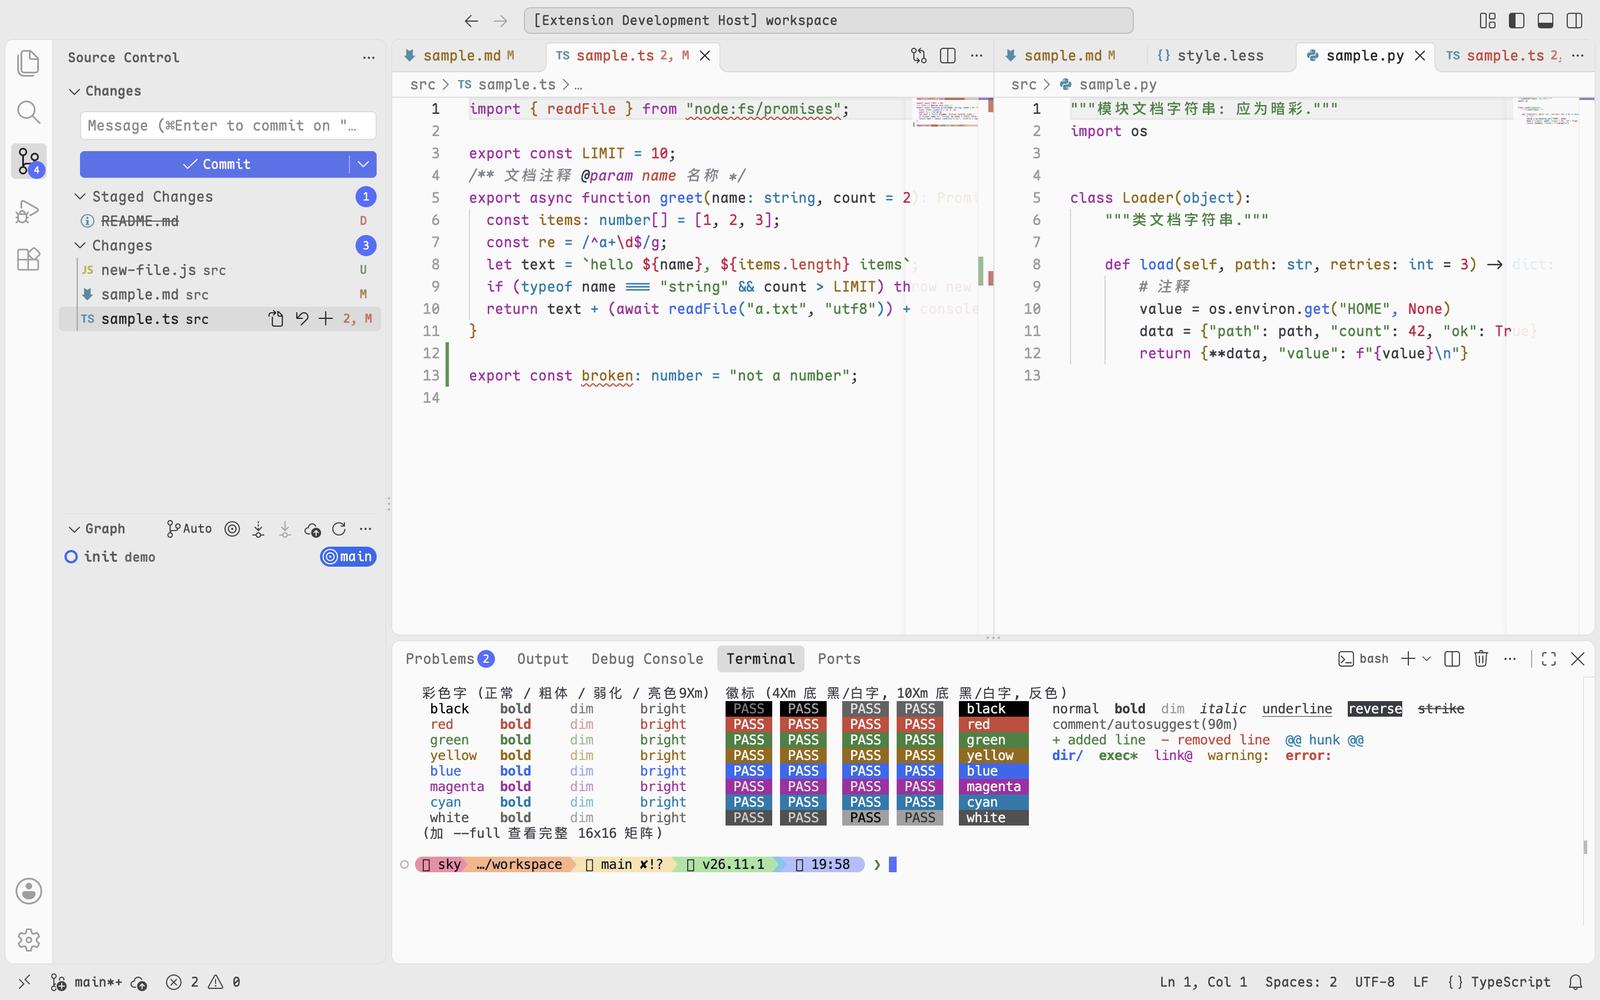 [Extension Development Host] workspace
Source Control
Changes
Message (⌘Enter to commit on "…
Commit
Staged Changes 1
README.md D
Changes 3
new-file.js src U
sample.md src M
sample.ts src 2, M
4
Graph Auto
init demo main
sample.md M
TS sample.ts 2, M
src > TS sample.ts > …
1 import { readFile } from "node:fs/promises";
2
3 export const LIMIT = 10;
4 /** 文档注释 @param name 名称 */
5 export async function greet(name: string, count = 2): Promi
6 const items: number[] = [1, 2, 3];
7 const re = /^a+\d$/g;
8 let text = `hello ${name}, ${items.length} items`;
9 if (typeof name === "string" && count > LIMIT) throw new
10 return text + (await readFile("a.txt", "utf8")) + console
11 }
12
13 export const broken: number = "not a number";
14
sample.md M
{} style.less
sample.py
TS sample.ts 2,
src > sample.py
1 """模块文档字符串: 应为暗彩."""
2 import os
3
4
5 class Loader(object):
6 """类文档字符串."""
7
8 def load(self, path: str, retries: int = 3) -> dict:
9 # 注释
10 value = os.environ.get("HOME", None)
11 data = {"path": path, "count": 42, "ok": True}
12 return {**data, "value": f"{value}\n"}
13
Problems 2 Output Debug Console Terminal Ports
bash
彩色字 (正常 / 粗体 / 弱化 / 亮色9Xm) 徽标 (4Xm 底 黑/白字, 10Xm 底 黑/白字, 反色)
black bold dim bright PASS PASS PASS PASS black normal bold dim italic underline reverse strike
red bold dim bright PASS PASS PASS PASS red comment/autosuggest(90m)
green bold dim bright PASS PASS PASS PASS green + added line − removed line @@ hunk @@
yellow bold dim bright PASS PASS PASS PASS yellow dir/ exec* link@ warning: error:
blue bold dim bright PASS PASS PASS PASS blue
magenta bold dim bright PASS PASS PASS PASS magenta
cyan bold dim bright PASS PASS PASS PASS cyan
white bold dim bright PASS PASS PASS PASS white
(加 --full 查看完整 16x16 矩阵)
sky …/workspace main ✘!? v26.11.1 19:58 ❯
main*+ 2 0
Ln 1, Col 1 Spaces: 2 UTF-8 LF {} TypeScript